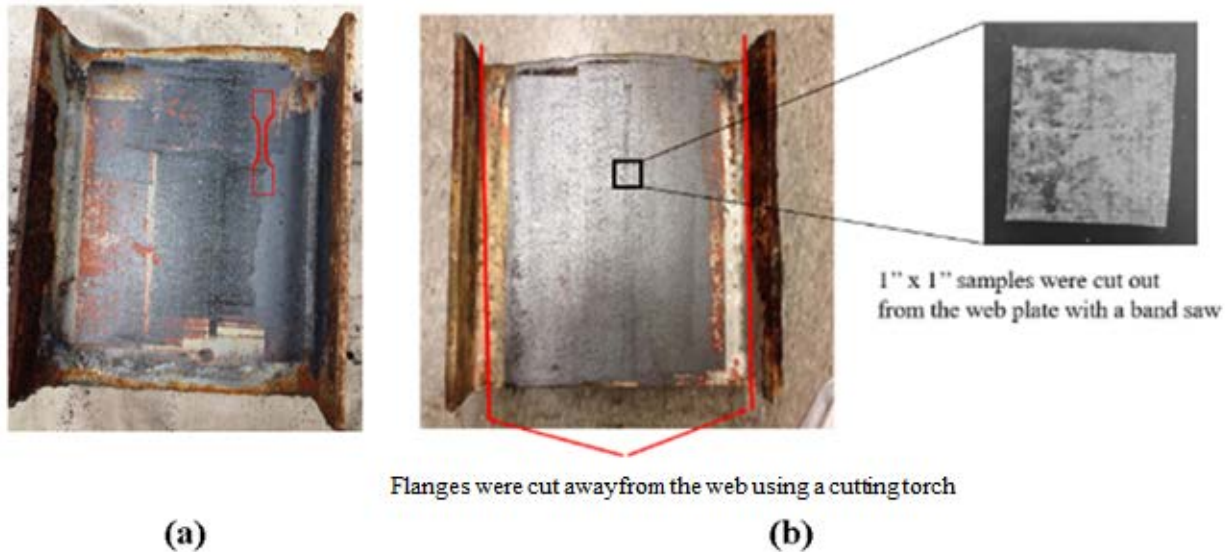 1” x 1” samples were cut out
from the web plate with a band saw
Flanges were cut away from the web using a cutting torch
(a)
(b)